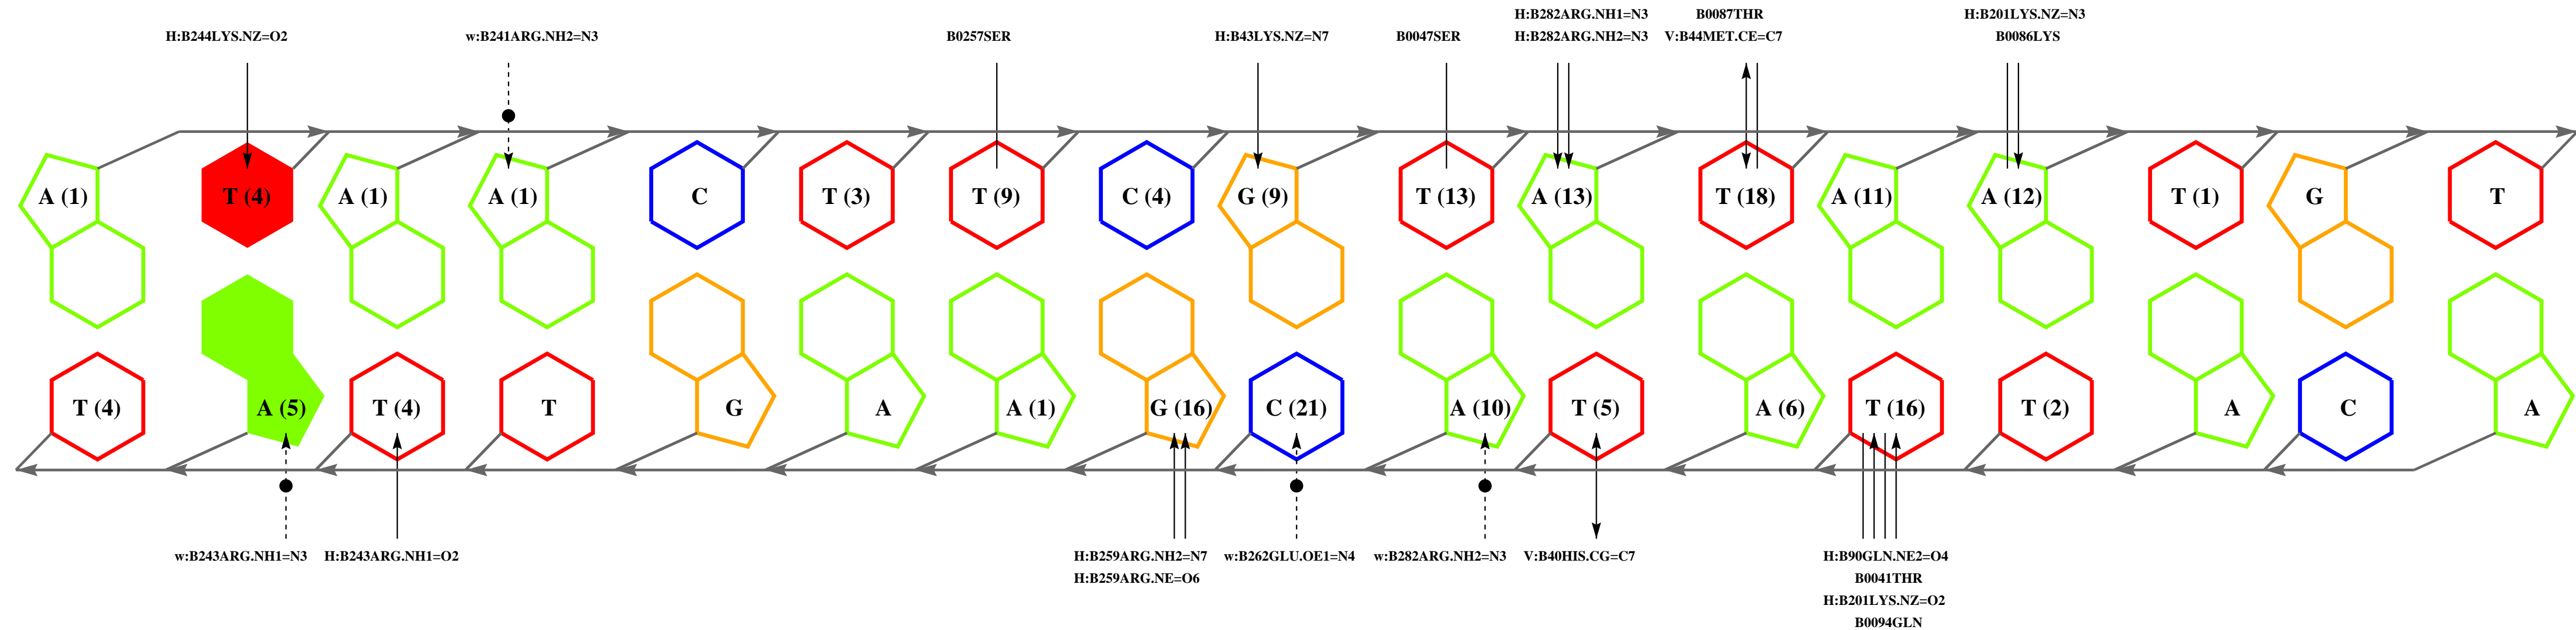 H:B282ARG.NH1=N3 B0087THR H:B201LYS.NZ=N3
H:B244LYS.NZ=O2 w:B241ARG.NH2=N3 B0257SER H:B43LYS.NZ=N7 B0047SER H:B282ARG.NH2=N3 V:B44MET.CE=C7 B0086LYS
A (1) T (4) A (1) A (1) C T (3) T (9) C (4) G (9) T (13) A (13) T (18) A (11) A (12) T (1) G T
T (4) A (5) T (4) T G A A (1) G (16) C (21) A (10) T (5) A (6) T (16) T (2) A C A
w:B243ARG.NH1=N3 H:B243ARG.NH1=O2 H:B259ARG.NH2=N7 w:B262GLU.OE1=N4 w:B282ARG.NH2=N3 V:B40HIS.CG=C7 H:B90GLN.NE2=O4
H:B259ARG.NE=O6 B0041THR
H:B201LYS.NZ=O2
B0094GLN